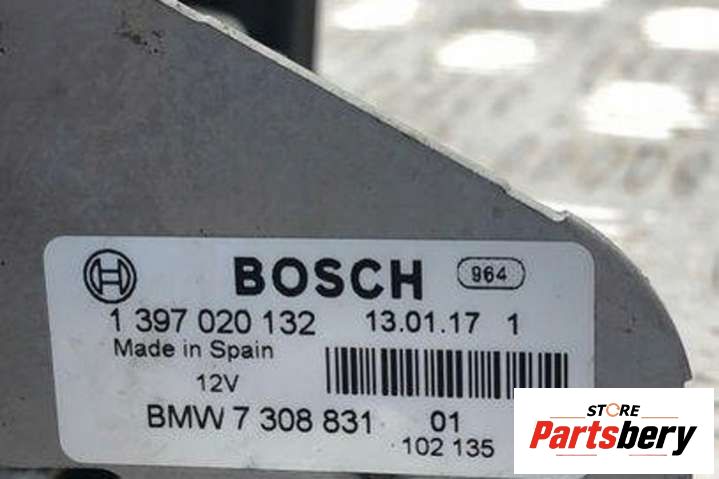 BOSCH 964
1 397 020 132 13.01.17 1
Made in Spain
12V
BMW 7 308 831 01
102 135
STORE
Partsbery